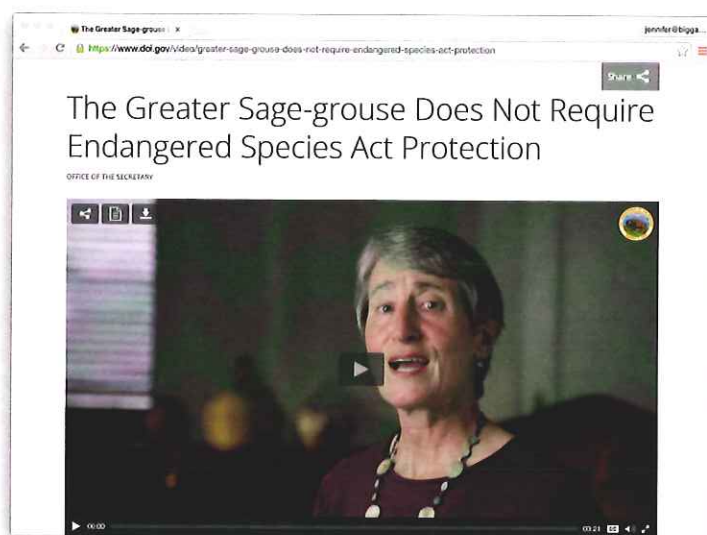 The Greater Sage-grouse
jennifer@bigga...
https://www.doi.gov/video/greater-sage-grouse-does-not-require-endangered-species-act-protection
Share
The Greater Sage-grouse Does Not Require
Endangered Species Act Protection
OFFICE OF THE SECRETARY
00:00
03:21